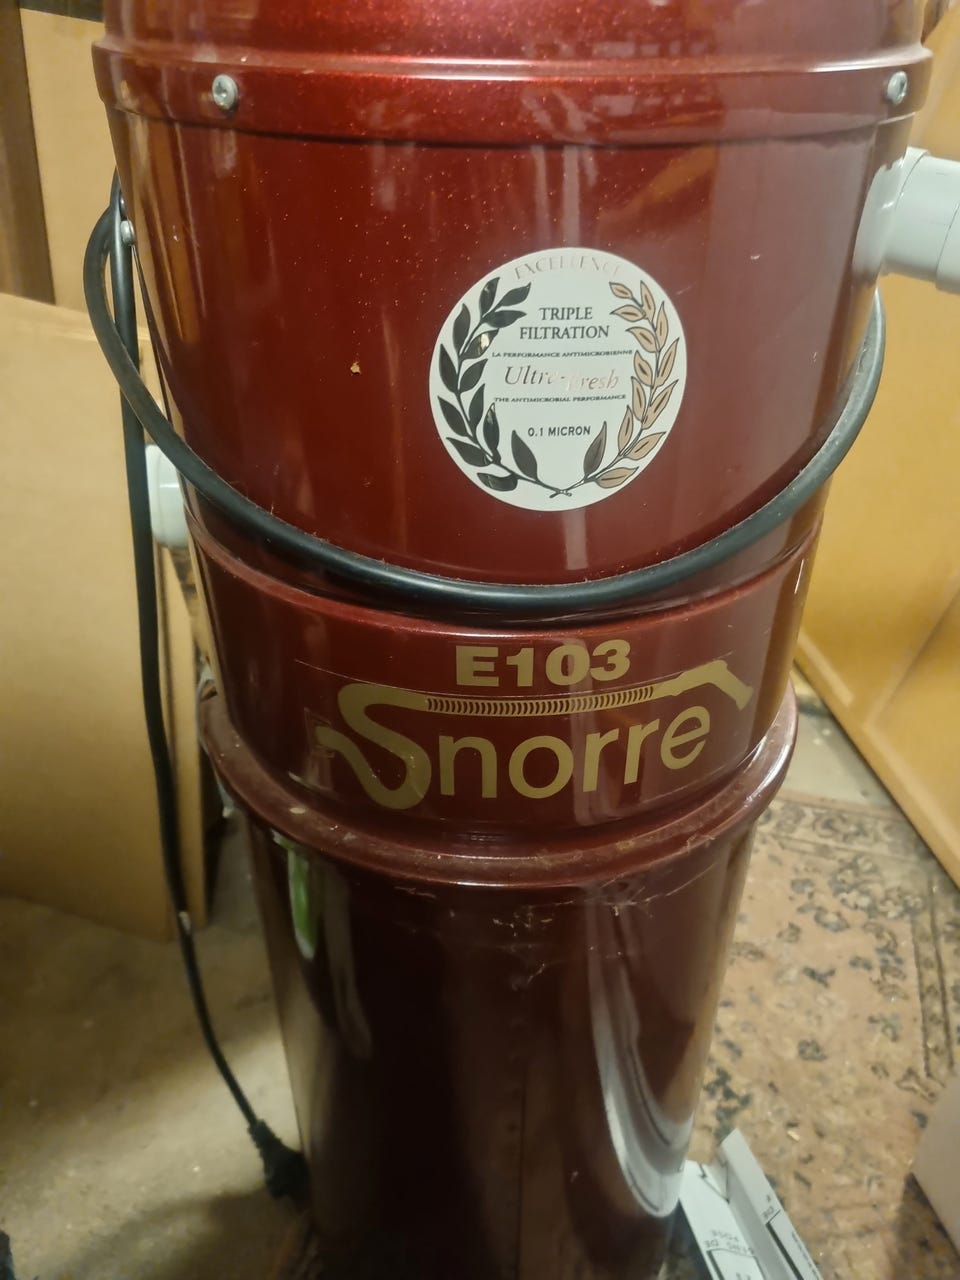 EXCELLENCE
TRIPLE
FILTRATION
LA PERFORMANCE ANTIMICROBIENNE
Ultra-Fresh
THE ANTIMICROBIAL PERFORMANCE
0.1 MICRON
E103
Snorre